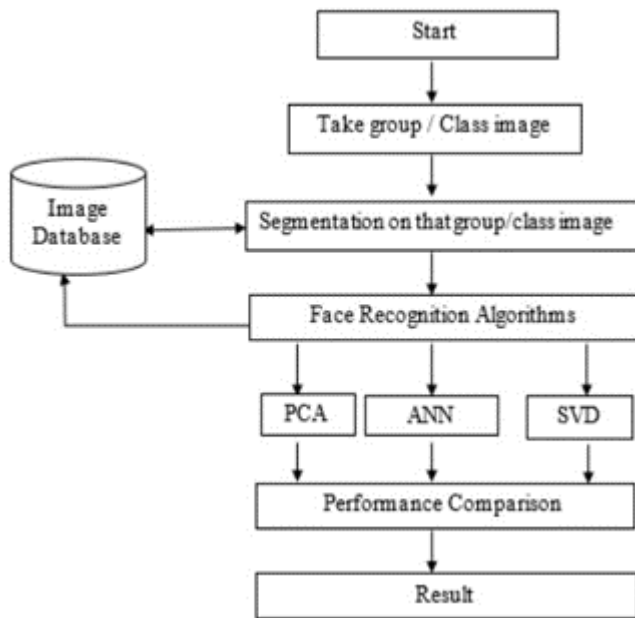 Start
Take group / Class image
Image
Database
Segmentation on that group/class image
Face Recognition Algorithms
PCA
ANN
SVD
Performance Comparison
Result